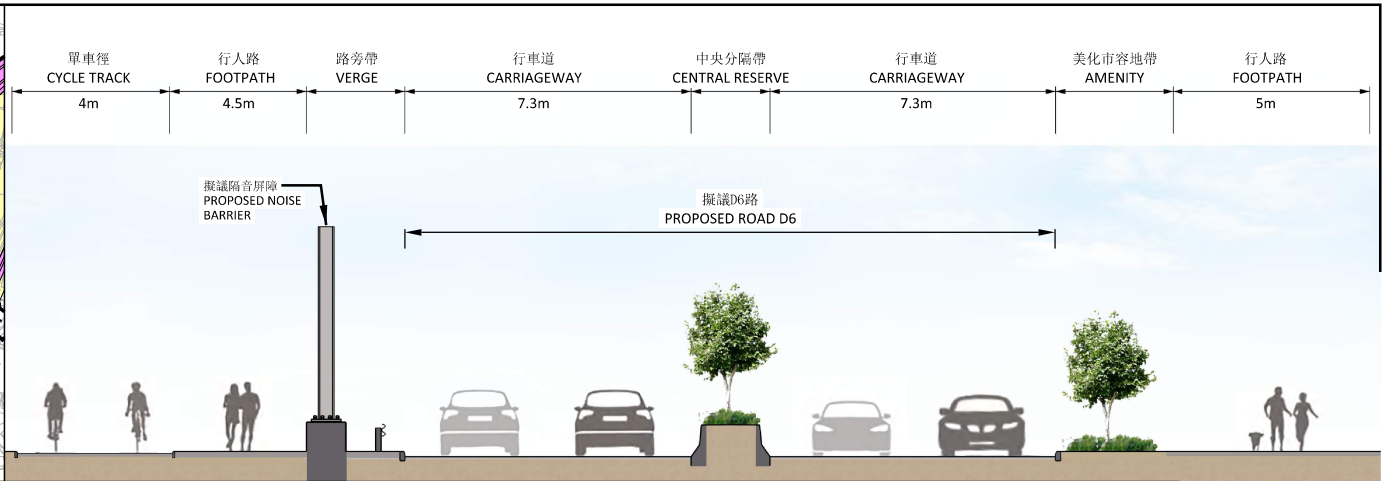 單車徑
CYCLE TRACK
4m
行人路
FOOTPATH
4.5m
路旁帶
VERGE
行車道
CARRIAGEWAY
7.3m
中央分隔帶
CENTRAL RESERVE
行車道
CARRIAGEWAY
7.3m
美化市容地帶
AMENITY
行人路
FOOTPATH
5m
擬議隔音屏障
PROPOSED NOISE
BARRIER
擬議D6路
PROPOSED ROAD D6